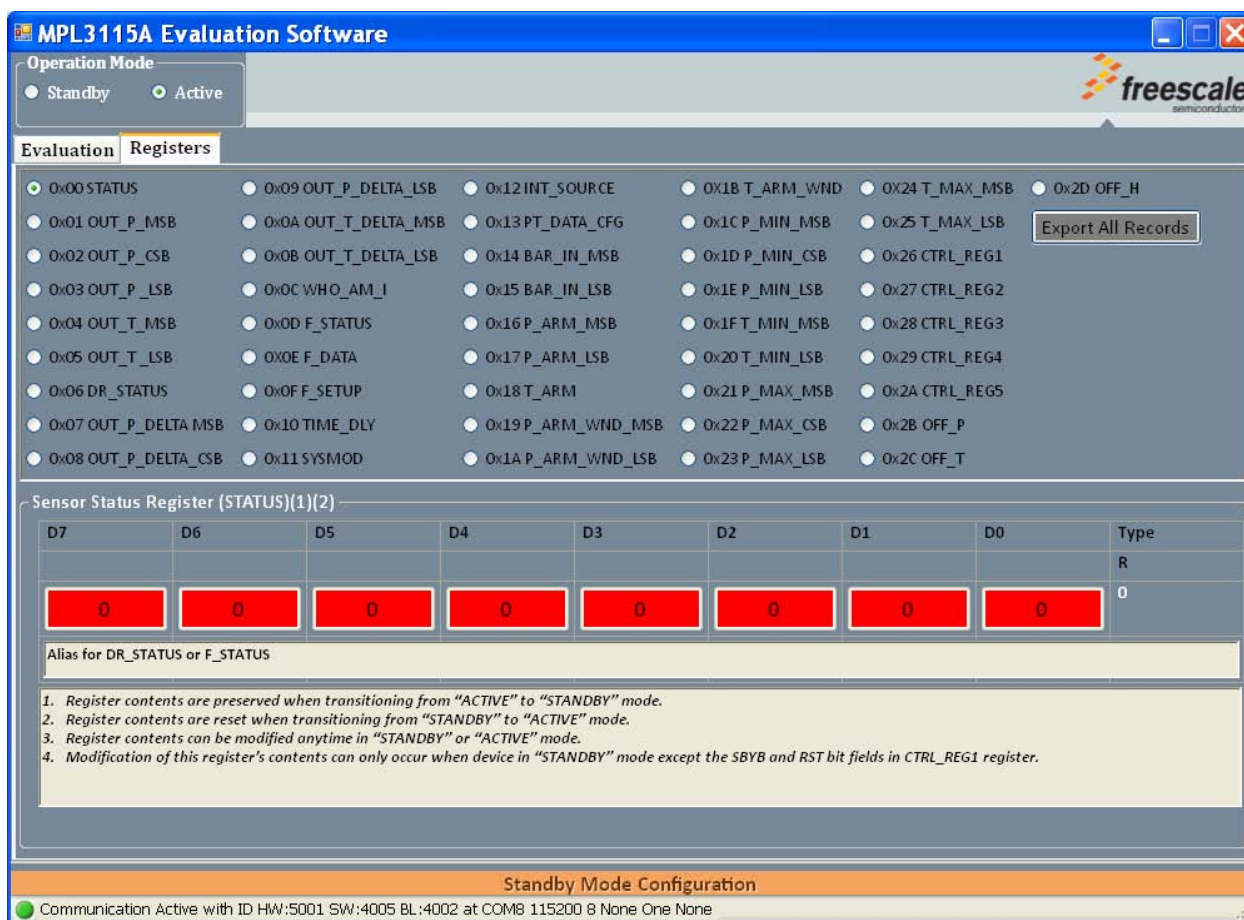 MPL3115A Evaluation Software
Operation Mode
Standby Active
freescale
semiconductor
Evaluation Registers
0x00 STATUS 0x09 OUT_P_DELTA_LSB 0x12 INT_SOURCE 0X1B T_ARM_WND 0X24 T_MAX_MSB 0x2D OFF_H
0x01 OUT_P_MSB 0x0A OUT_T_DELTA_MSB 0x13 PT_DATA_CFG 0x1C P_MIN_MSB 0x25 T_MAX_LSB Export All Records
0x02 OUT_P_CSB 0x0B OUT_T_DELTA_LSB 0x14 BAR_IN_MSB 0x1D P_MIN_CSB 0x26 CTRL_REG1
0x03 OUT_P _LSB 0x0C WHO_AM_I 0x15 BAR_IN_LSB 0x1E P_MIN_LSB 0x27 CTRL_REG2
0x04 OUT_T_MSB 0x0D F_STATUS 0x16 P_ARM_MSB 0x1F T_MIN_MSB 0x28 CTRL_REG3
0x05 OUT_T_LSB 0X0E F_DATA 0x17 P_ARM_LSB 0x20 T_MIN_LSB 0x29 CTRL_REG4
0x06 DR_STATUS 0x0F F_SETUP 0x18 T_ARM 0x21 P_MAX_MSB 0x2A CTRL_REG5
0x07 OUT_P_DELTA MSB 0x10 TIME_DLY 0x19 P_ARM_WND_MSB 0x22 P_MAX_CSB 0x2B OFF_P
0x08 OUT_P_DELTA_CSB 0x11 SYSMOD 0x1A P_ARM_WND_LSB 0x23 P_MAX_LSB 0x2C OFF_T
Sensor Status Register (STATUS)(1)(2)
D7 D6 D5 D4 D3 D2 D1 D0 Type
R
0 0 0 0 0 0 0 0 0
Alias for DR_STATUS or F_STATUS
1. Register contents are preserved when transitioning from “ACTIVE” to “STANDBY” mode.
2. Register contents are reset when transitioning from “STANDBY” to “ACTIVE” mode.
3. Register contents can be modified anytime in “STANDBY” or “ACTIVE” mode.
4. Modification of this register’s contents can only occur when device in “STANDBY” mode except the SBYB and RST bit fields in CTRL_REG1 register.
Standby Mode Configuration
Communication Active with ID HW:5001 SW:4005 BL:4002 at COM8 115200 8 None One None